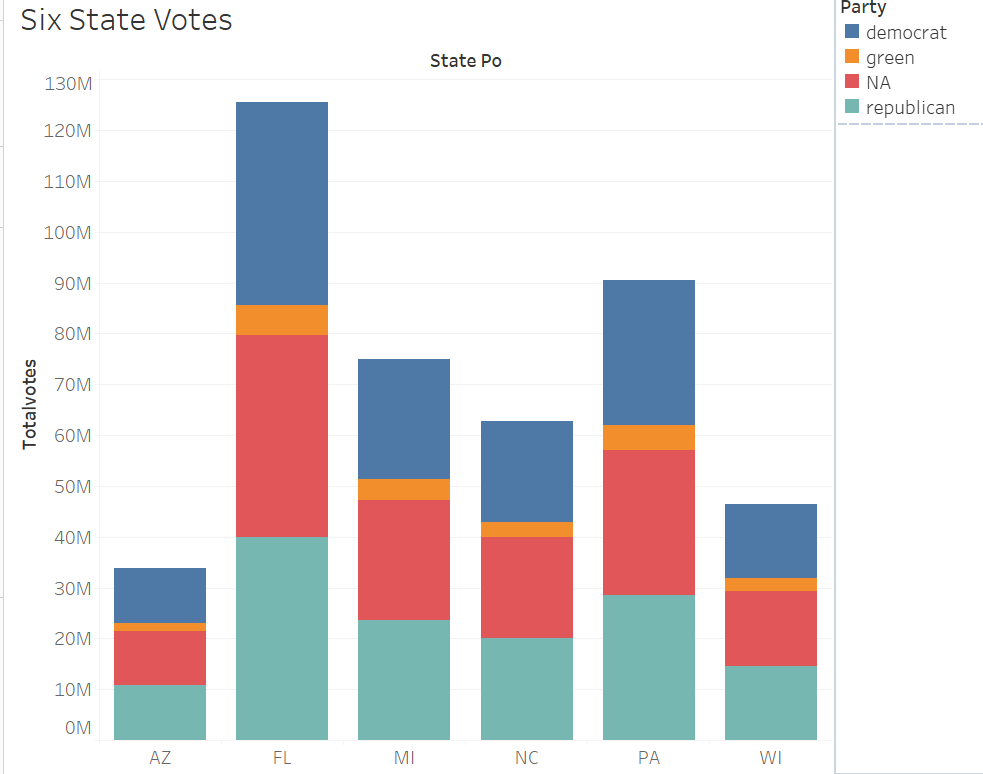 Six State Votes
State Po
130M
120M
110M
100M
90M
80M
70M
60M
50M
40M
30M
20M
10M
0M
Totalvotes
AZ FL MI NC PA WI
Party
democrat
green
NA
republican